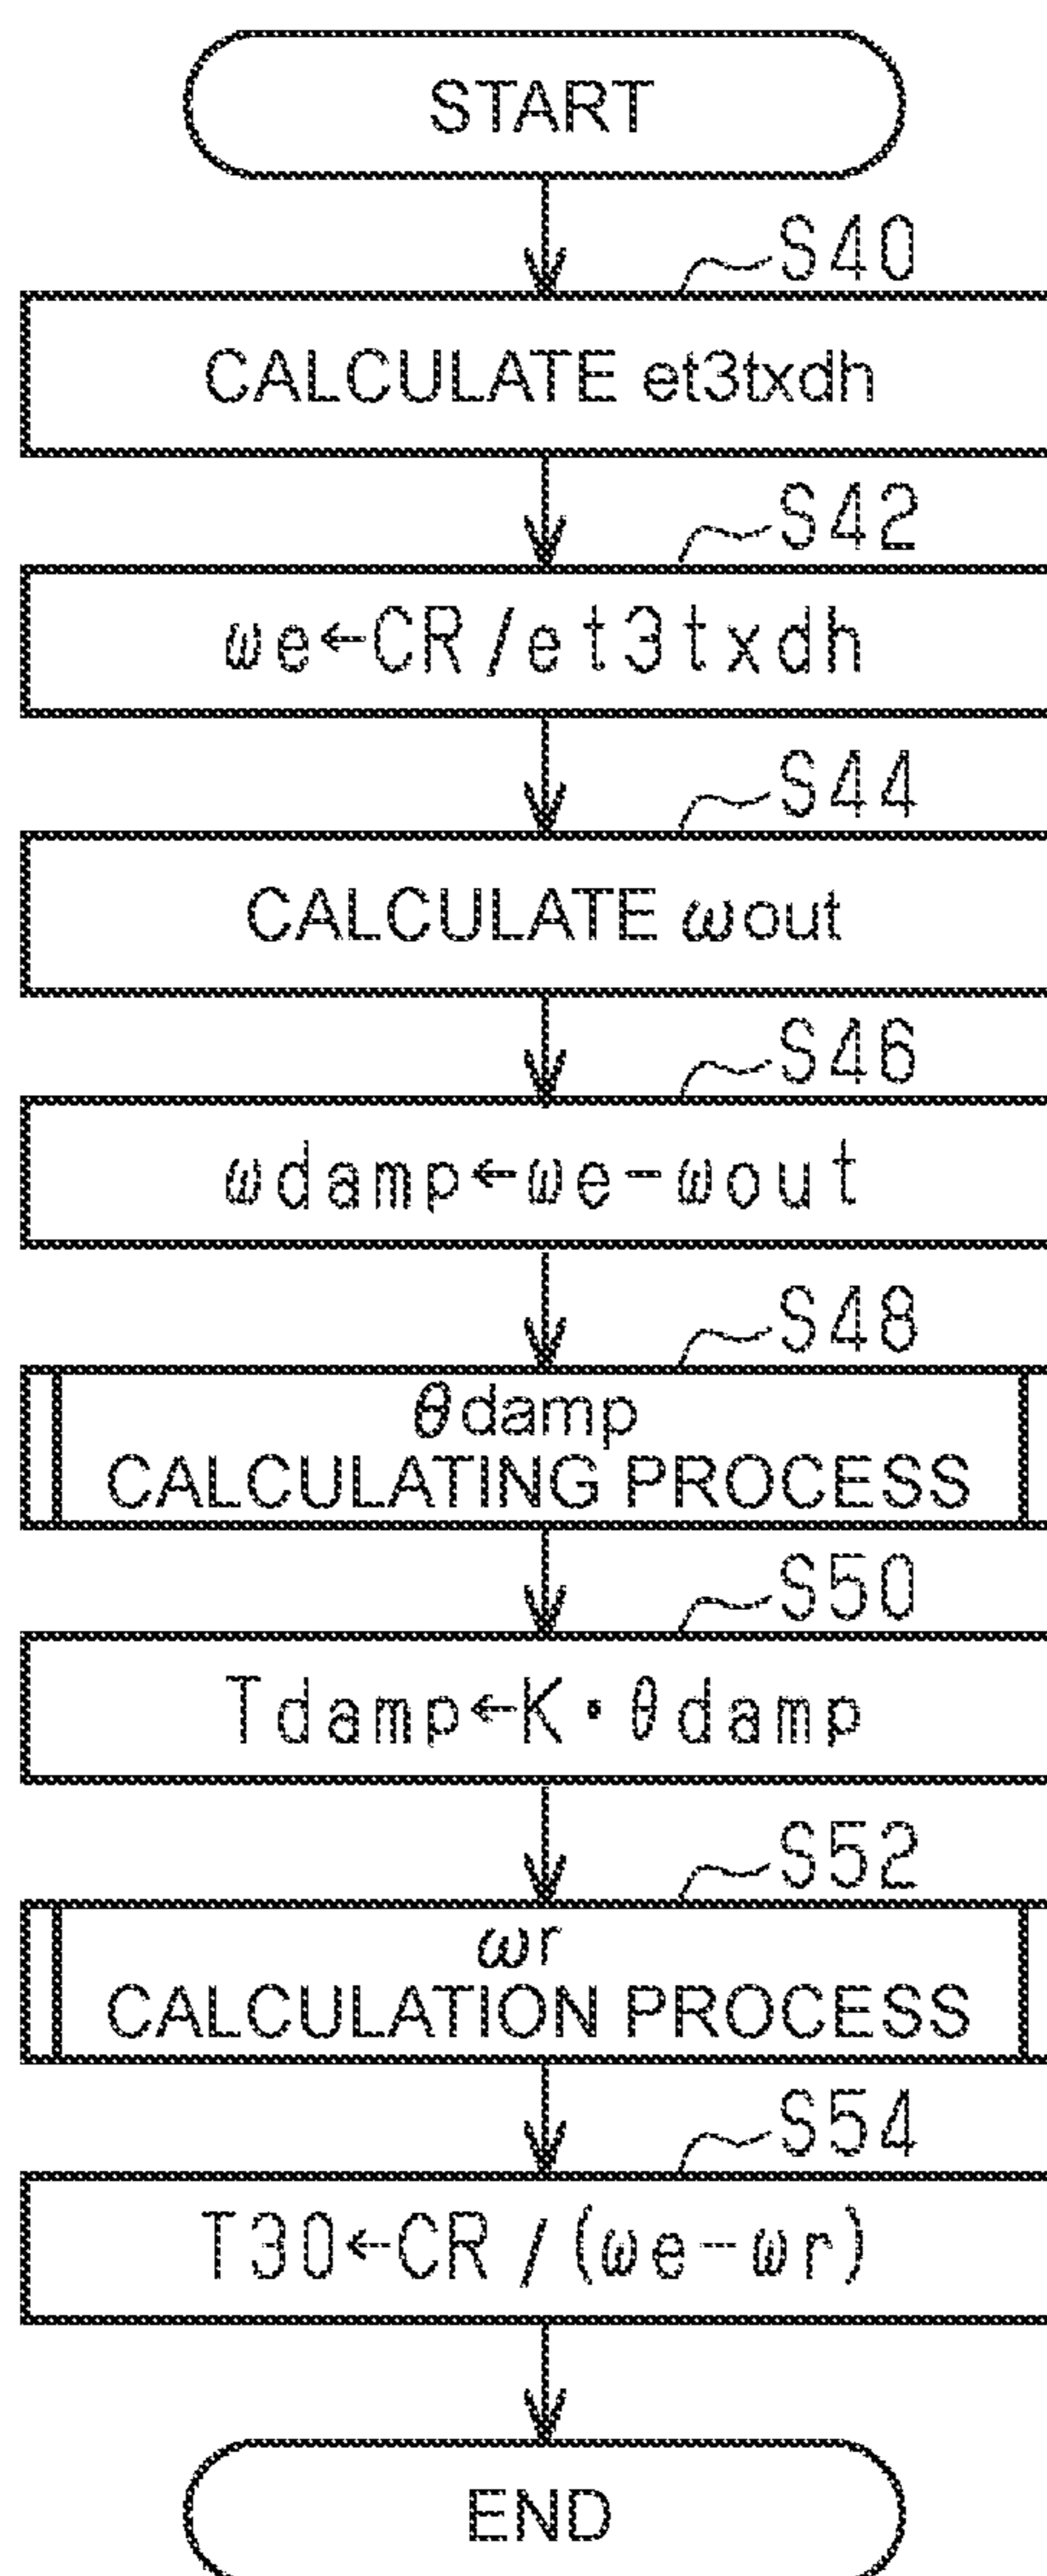 START
S40
CALCULATE et3txdh
S42
ωe←CR/et3txdh
S44
CALCULATE ωout
S46
ωdamp←ωe-ωout
S48
θdamp
CALCULATING PROCESS
S50
Tdamp←K·θdamp
S52
ωr
CALCULATION PROCESS
S54
T30←CR/(ωe-ωr)
END